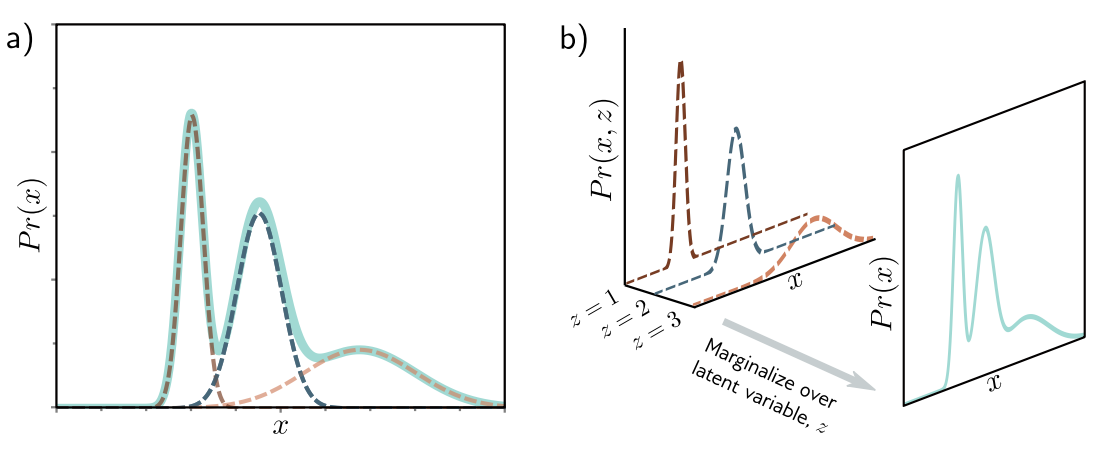 a)
Pr(x)
x
b)
Pr(x, z)
z = 1
z = 2
z = 3
x
Marginalize over
latent variable, z
Pr(x)
x